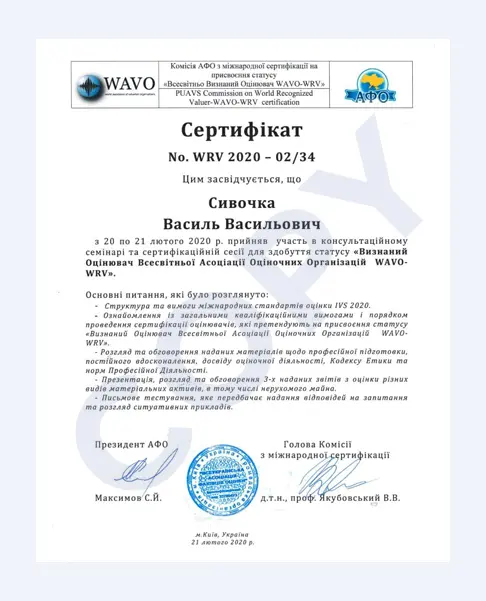 WAVO
Комісія АФО з міжнародної сертифікації на
присвоєння статусу
«Всесвітньо Визнаний Оцінювач WAVO-WRV»
PUAVS Commission on World Recognized
Valuer-WAVO-WRV certification
АФО
Сертифікат
No. WRV 2020 – 02/34
Цим засвідчується, що
Сивочка
Василь Васильович
з 20 по 21 лютого 2020 р. прийняв участь в консультаційному
семінарі та сертифікаційній сесії для здобуття статусу «Визнаний
Оцінювач Всесвітньої Асоціації Оціночних Організацій WAVO-
WRV».
Основні питання, які було розглянуто:
- Структура та вимоги міжнародних стандартів оцінки IVS 2020.
- Ознайомлення із загальними кваліфікаційними вимогами і порядком
проведення сертифікації оцінювачів, які претендують на присвоєння статусу
«Визнаний Оцінювач Всесвітньої Асоціації Оціночних Організацій WAVO-
WRV».
- Розгляд та обговорення наданих матеріалів щодо професійної підготовки,
постійного вдосконалення, досвіду оціночної діяльності, Кодексу Етики та
норм Професійної Діяльності.
- Презентація, розгляд та обговорення 3-х наданих звітів з оцінки різних
видів матеріальних активів, в тому числі нерухомого майна.
- Письмове тестування, яке передбачає надання відповідей на запитання
та розгляд ситуативних прикладів.
Президент АФО
Голова Комісії
з міжнародної сертифікації
Максимов С.Й.
д.т.н., проф. Якубовський В.В.
м.Київ, Україна
21 лютого 2020 р.
COPY